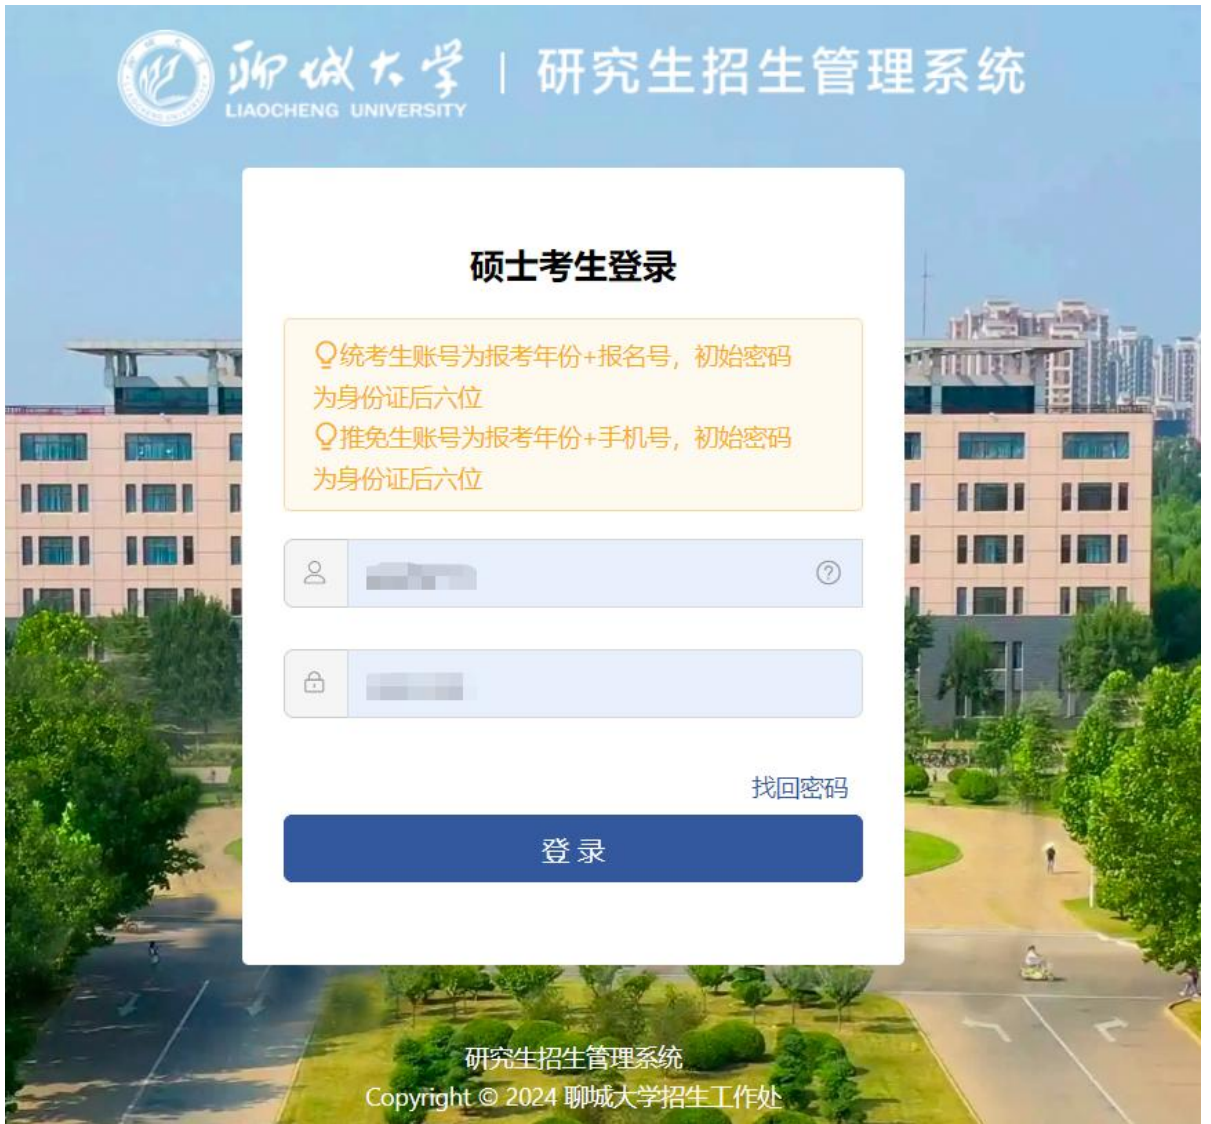 聊城大学 | 研究生招生管理系统
LIAOCHENG UNIVERSITY
硕士考生登录
统考生账号为报考年份+报名号，初始密码
为身份证后六位
推免生账号为报考年份+手机号，初始密码
为身份证后六位
找回密码
登 录
研究生招生管理系统
Copyright © 2024 聊城大学招生工作处